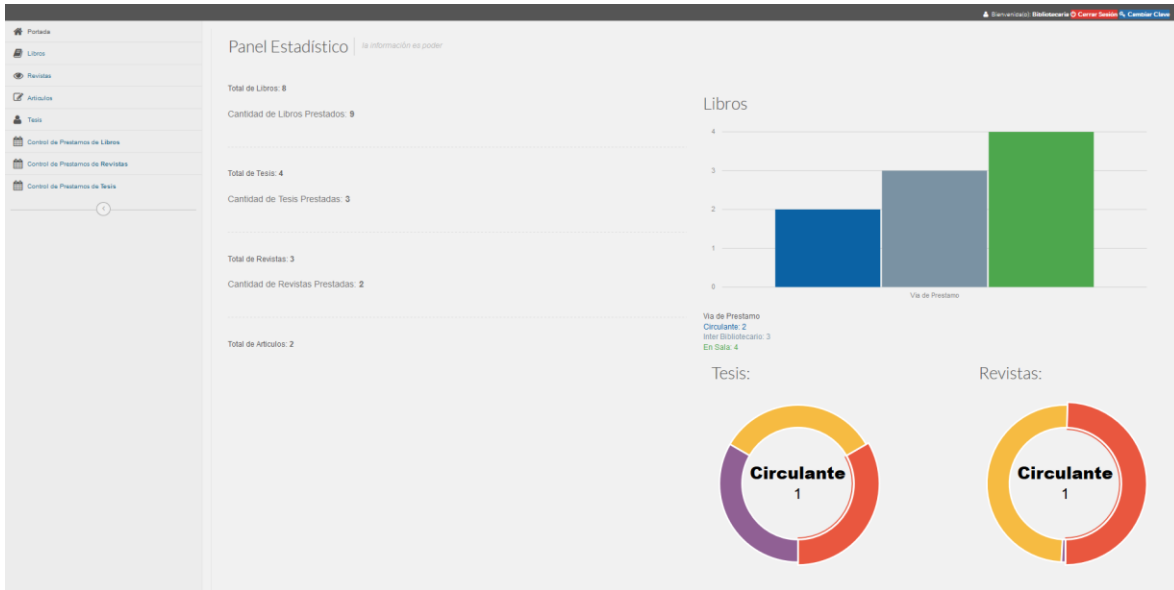 Bienvenido(a): Bibliotecario Cerrar Sesión Cambiar Clave
Portada
Libros
Revistas
Articulos
Tesis
Control de Prestamos de Libros
Control de Prestamos de Revistas
Control de Prestamos de Tesis
Panel Estadístico la información es poder
Total de Libros: 8
Cantidad de Libros Prestados: 9
Total de Tesis: 4
Cantidad de Tesis Prestadas: 3
Total de Revistas: 3
Cantidad de Revistas Prestadas: 2
Total de Articulos: 2
Libros
4
3
2
1
0
Via de Prestamo
Via de Prestamo
Circulante: 2
Inter Bibliotecario: 3
En Sala: 4
Tesis:
Circulante
1
Revistas:
Circulante
1